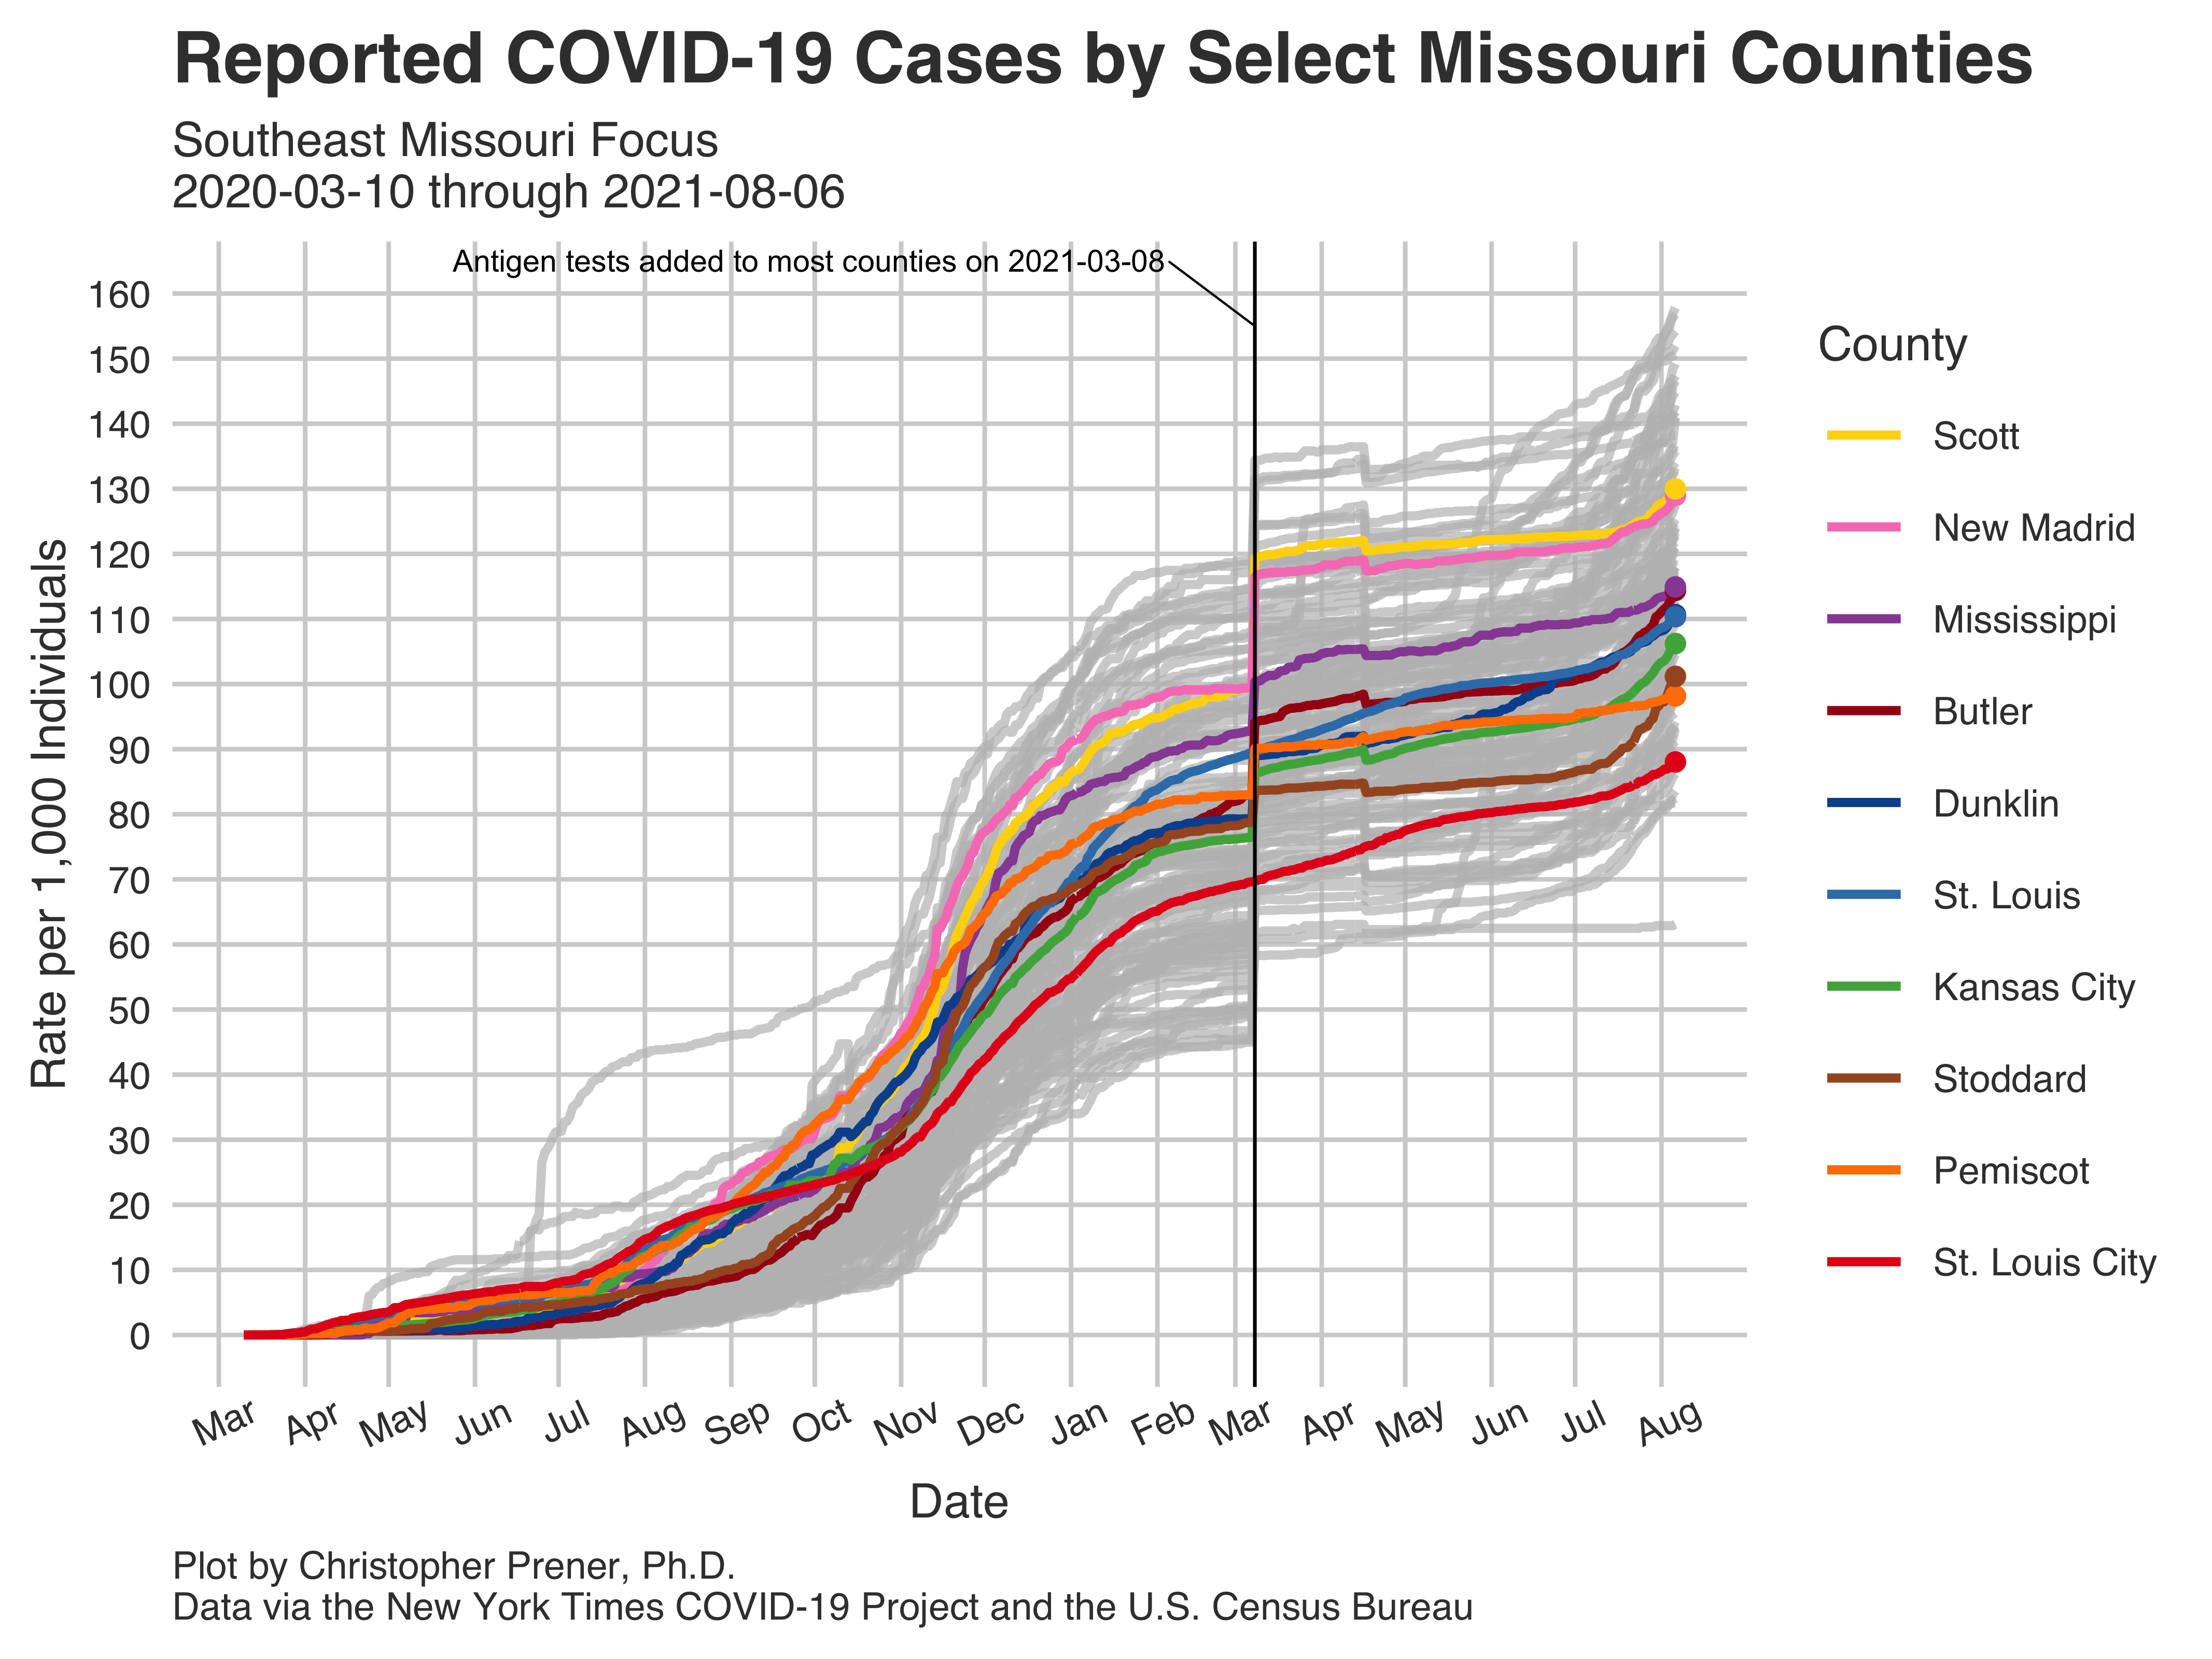 Reported COVID-19 Cases by Select Missouri Counties
Southeast Missouri Focus
2020-03-10 through 2021-08-06
Antigen tests added to most counties on 2021-03-08
160
150
140
130
120
110
100
90
80
70
60
50
40
30
20
10
0
Rate per 1,000 Individuals
Mar Apr May Jun Jul Aug Sep Oct Nov Dec Jan Feb Mar Apr May Jun Jul Aug
Date
County
Scott
New Madrid
Mississippi
Butler
Dunklin
St. Louis
Kansas City
Stoddard
Pemiscot
St. Louis City
Plot by Christopher Prener, Ph.D.
Data via the New York Times COVID-19 Project and the U.S. Census Bureau